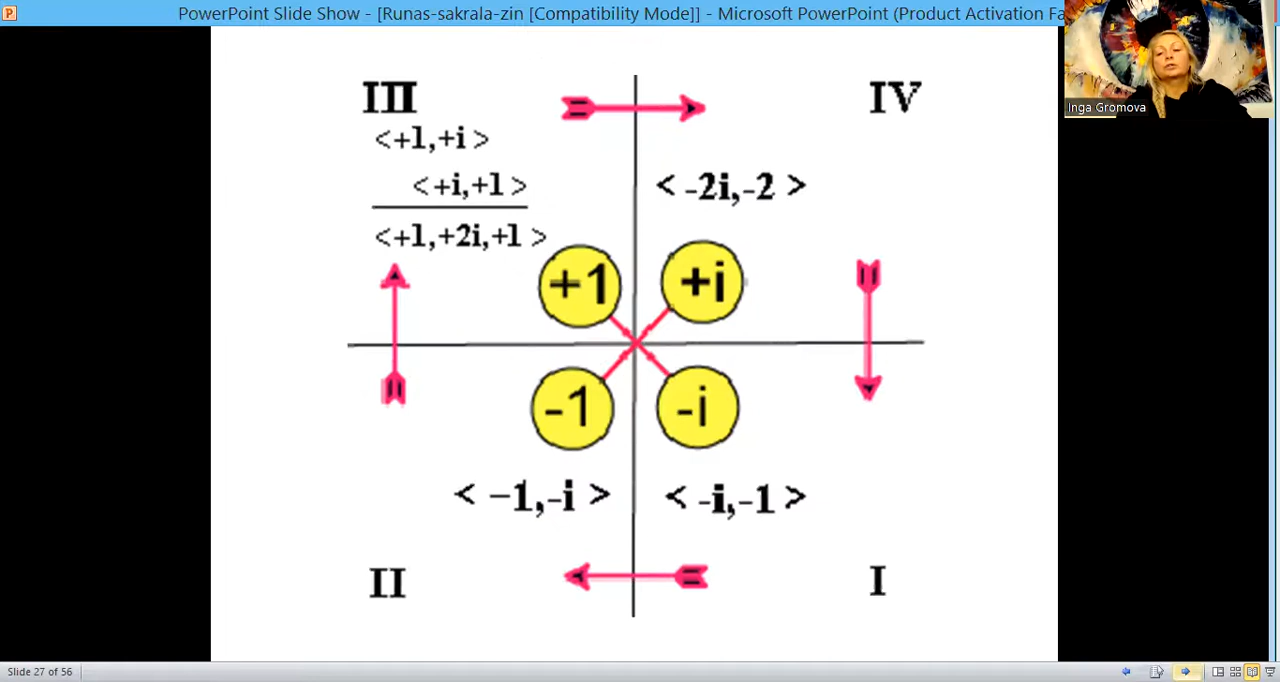 PowerPoint Slide Show - [Runas-sakrala-zin [Compatibility Mode]] - Microsoft PowerPoint (Product Activation Fa
Inga Gromova
III
IV
<+1,+i>
<+i,+1>
< -2i,-2 >
<+1,+2i,+1>
+1
+i
-1
-i
< -1,-i >
< -i,-1 >
II
I
Slide 27 of 56